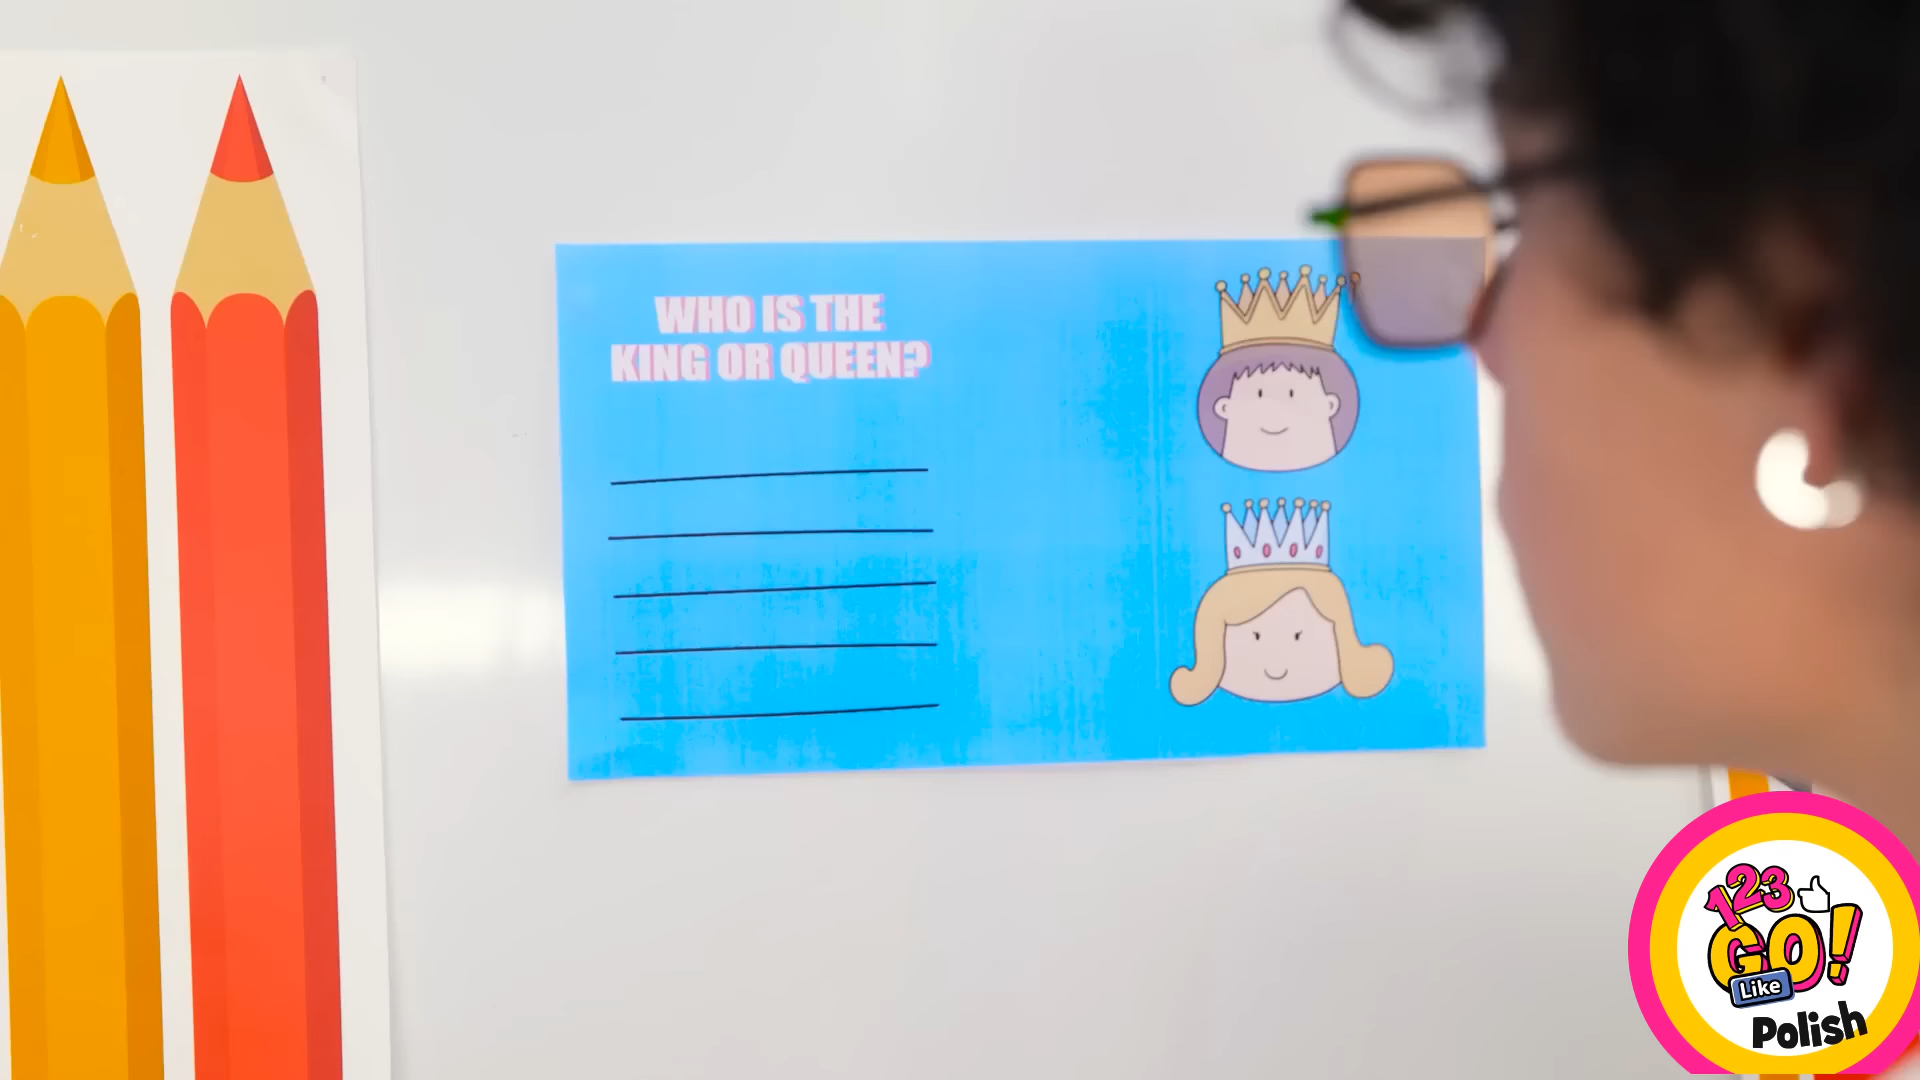 WHO IS THE
KING OR QUEEN?
123
GO!
Like
Polish